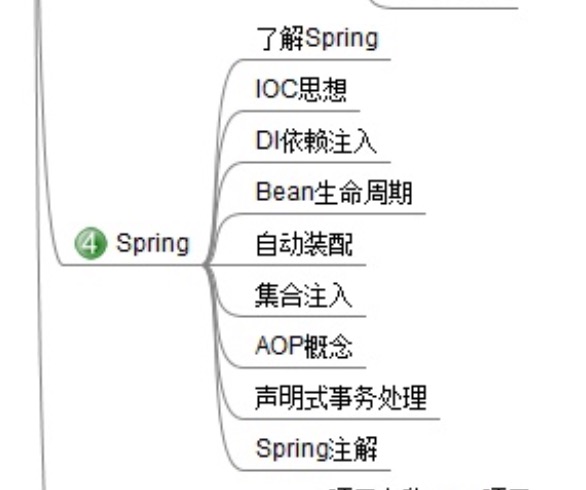 了解Spring
IOC思想
DI依赖注入
Bean生命周期
④ Spring
自动装配
集合注入
AOP概念
声明式事务处理
Spring注解